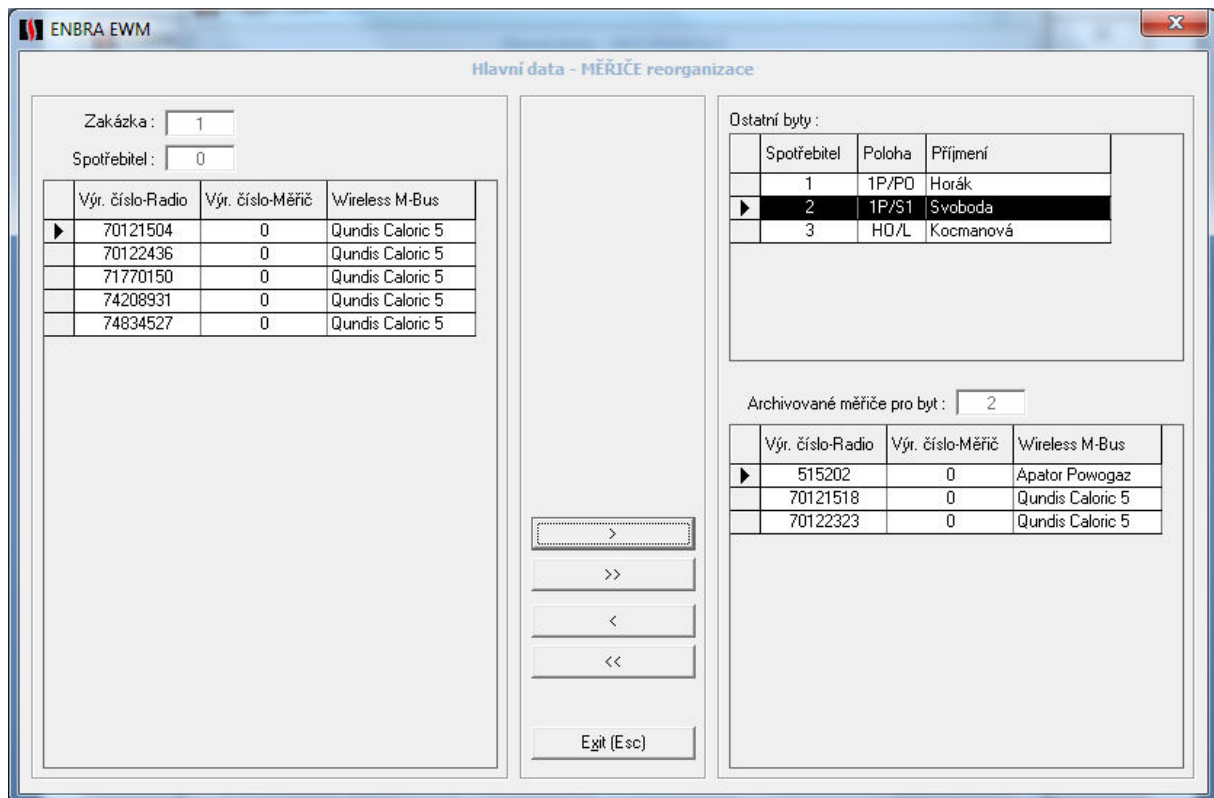 ENBRA EWM
Hlavní data - MĚŘIČE reorganizace
Zakázka : 1
Spotřebitel : 0
Výr. číslo-Radio Výr. číslo-Měřič Wireless M-Bus
70121504 0 Qundis Caloric 5
70122436 0 Qundis Caloric 5
71770150 0 Qundis Caloric 5
74208931 0 Qundis Caloric 5
74834527 0 Qundis Caloric 5
>
>>
<
<<
Exit (Esc)
Ostatní byty :
Spotřebitel Poloha Příjmení
1 1P/P0 Horák
2 1P/S1 Svoboda
3 H0/L Kocmanová
Archivované měřiče pro byt : 2
Výr. číslo-Radio Výr. číslo-Měřič Wireless M-Bus
515202 0 Apator Powogaz
70121518 0 Qundis Caloric 5
70122323 0 Qundis Caloric 5